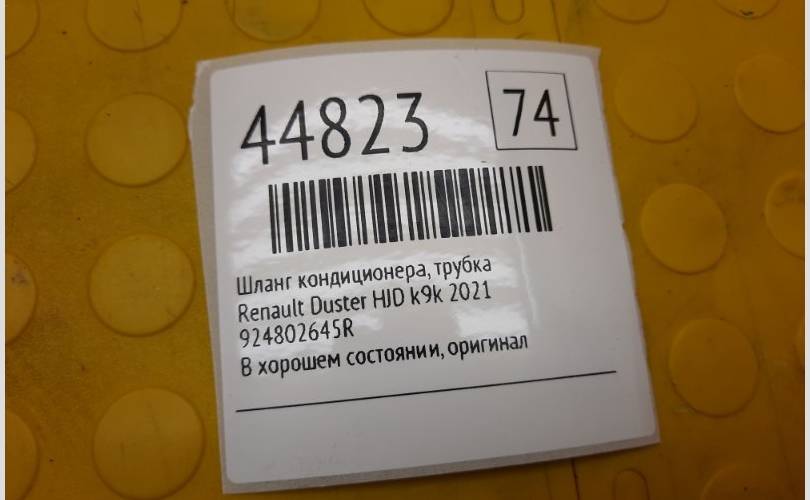 44823
74
Шланг кондиционера, трубка
Renault Duster HJD k9k 2021
924802645R
В хорошем состоянии, оригинал